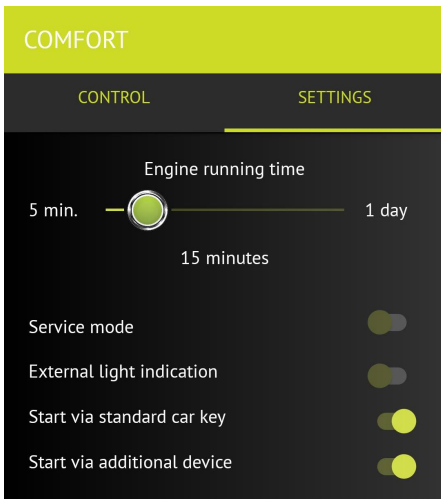 COMFORT
CONTROL SETTINGS
Engine running time
5 min. 1 day
15 minutes
Service mode
External light indication
Start via standard car key
Start via additional device